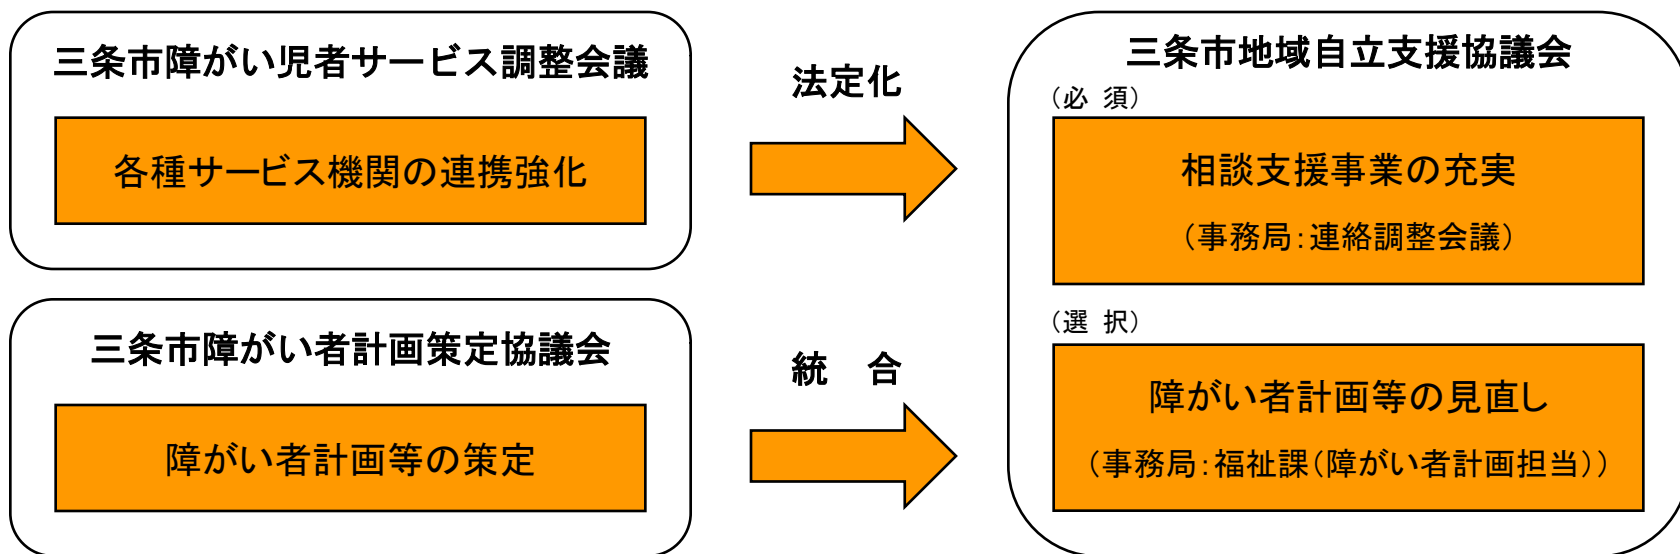 三条市障がい児者サービス調整会議
各種サービス機関の連携強化
法定化
三条市地域自立支援協議会
(必 須)
相談支援事業の充実
(事務局:連絡調整会議)
三条市障がい者計画策定協議会
障がい者計画等の策定
統 合
(選 択)
障がい者計画等の見直し
(事務局:福祉課(障がい者計画担当))